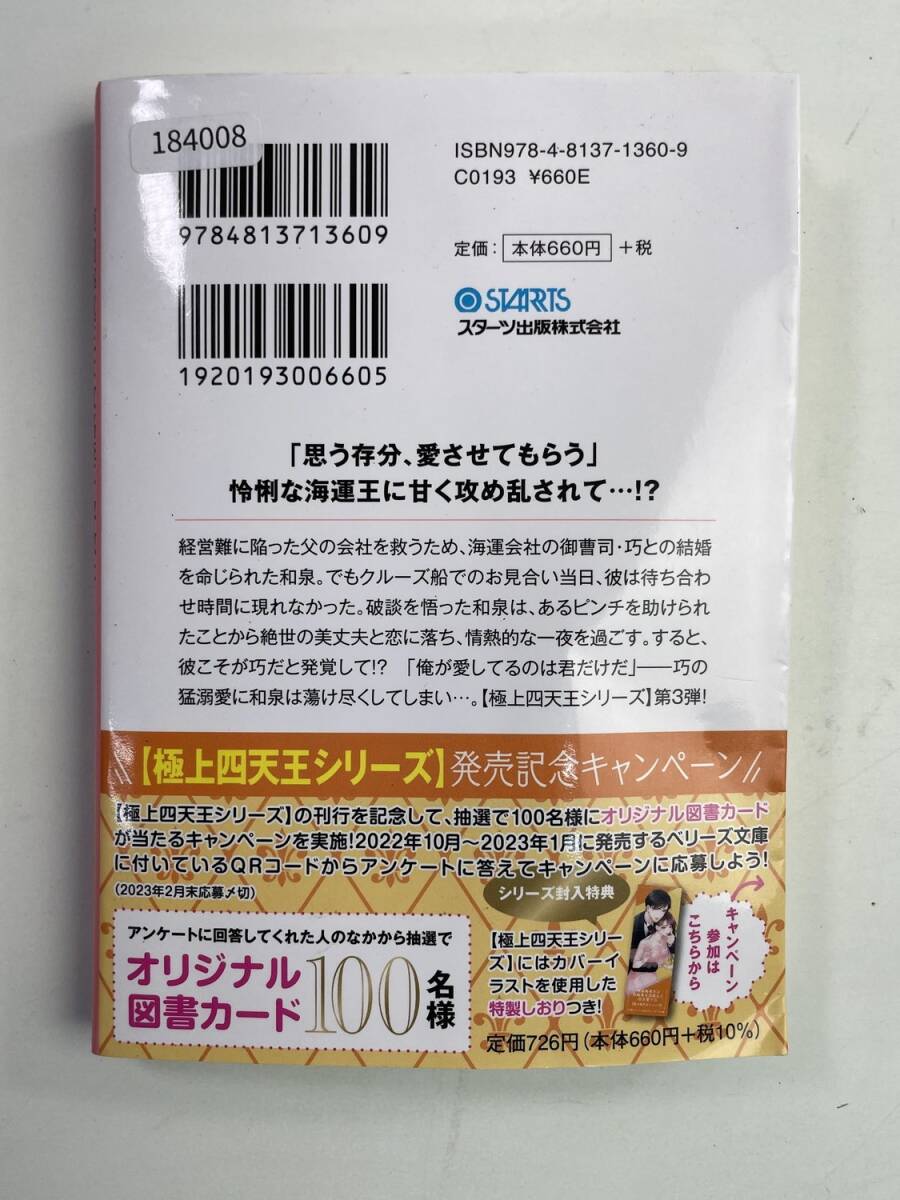 184008
ISBN978-4-8137-1360-9
C0193 ¥660E
9784813713609
定価: 本体660円 +税
STARTS
スターツ出版株式会社
1920193006605
「思う存分、愛させてもらう」
怜悧な海運王に甘く攻め乱されて…!?
経営難に陥った父の会社を救うため、海運会社の御曹司・巧との結婚
を命じられた和泉。でもクルーズ船でのお見合い当日、彼は待ち合わ
せ時間に現れなかった。破談を悟った和泉は、あるピンチを助けられ
たことから絶世の美丈夫と恋に落ち、情熱的な一夜を過ごす。すると、
彼こそが巧だと発覚して!? 「俺が愛してるのは君だけだ」――巧の
猛溺愛に和泉は蕩け尽くしてしまい…。【極上四天王シリーズ】第3弾!
\\【極上四天王シリーズ】発売記念キャンペーン//
【極上四天王シリーズ】の刊行を記念して、抽選で100名様にオリジナル図書カード
が当たるキャンペーンを実施!2022年10月~2023年1月に発売するベリーズ文庫
に付いているQRコードからアンケートに答えてキャンペーンに応募しよう!
(2023年2月末応募〆切)
アンケートに回答してくれた人のなかから抽選で
オリジナル
図書カード
100名様
シリーズ封入特典
【極上四天王シリー
ズ】にはカバーイ
ラストを使用した
特製しおりつき!
キャンペーン
参加は
こちらから
定価726円(本体660円+税10%)